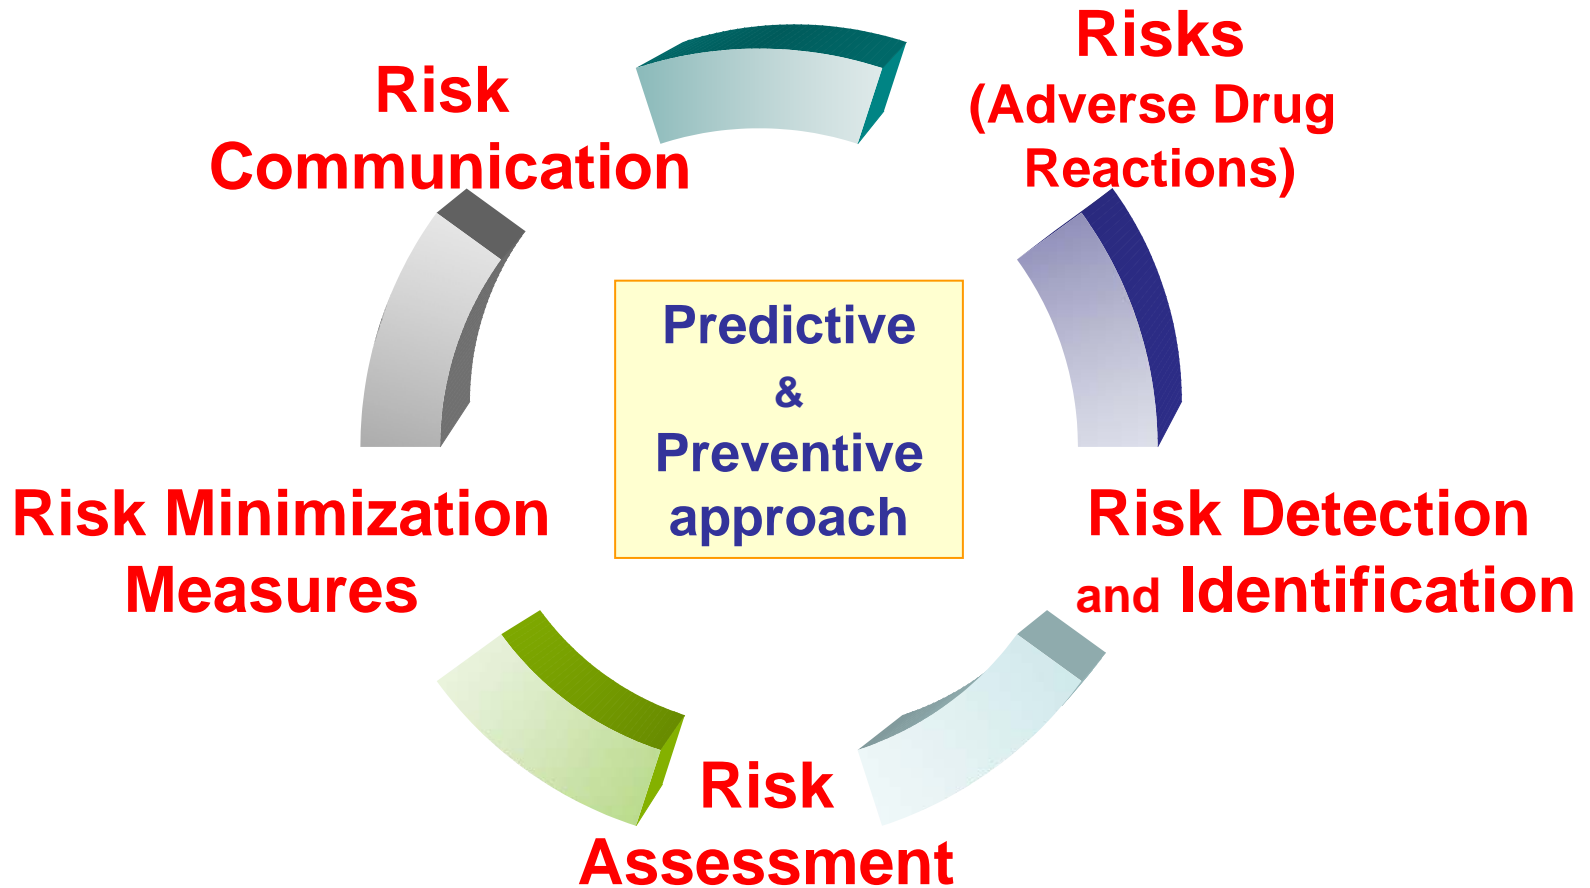 Risks
(Adverse Drug
Reactions)
Risk Detection
and Identification
Risk
Assessment
Risk Minimization
Measures
Risk
Communication
Predictive
&
Preventive
approach